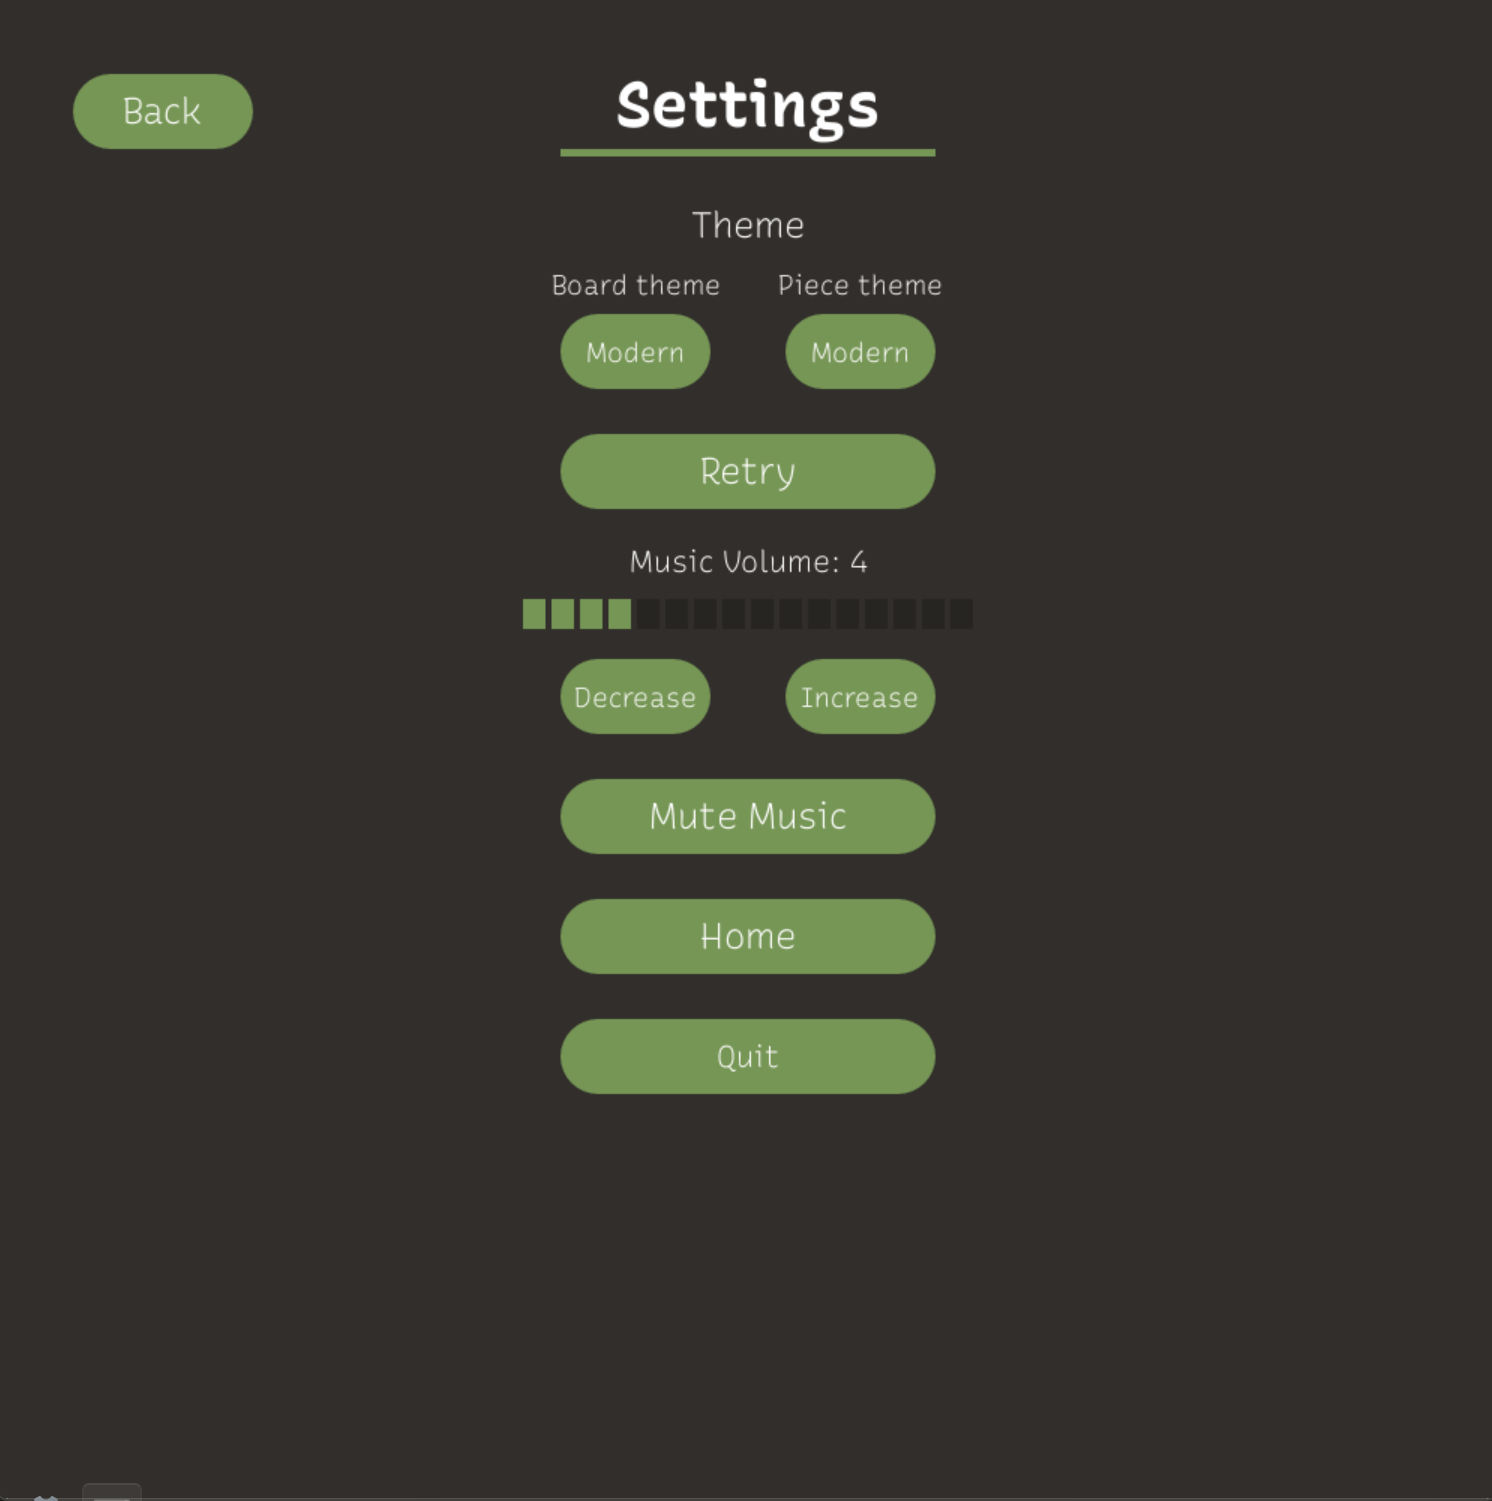 Back
Settings
Theme
Board theme
Piece theme
Modern
Modern
Retry
Music Volume: 4
Decrease
Increase
Mute Music
Home
Quit